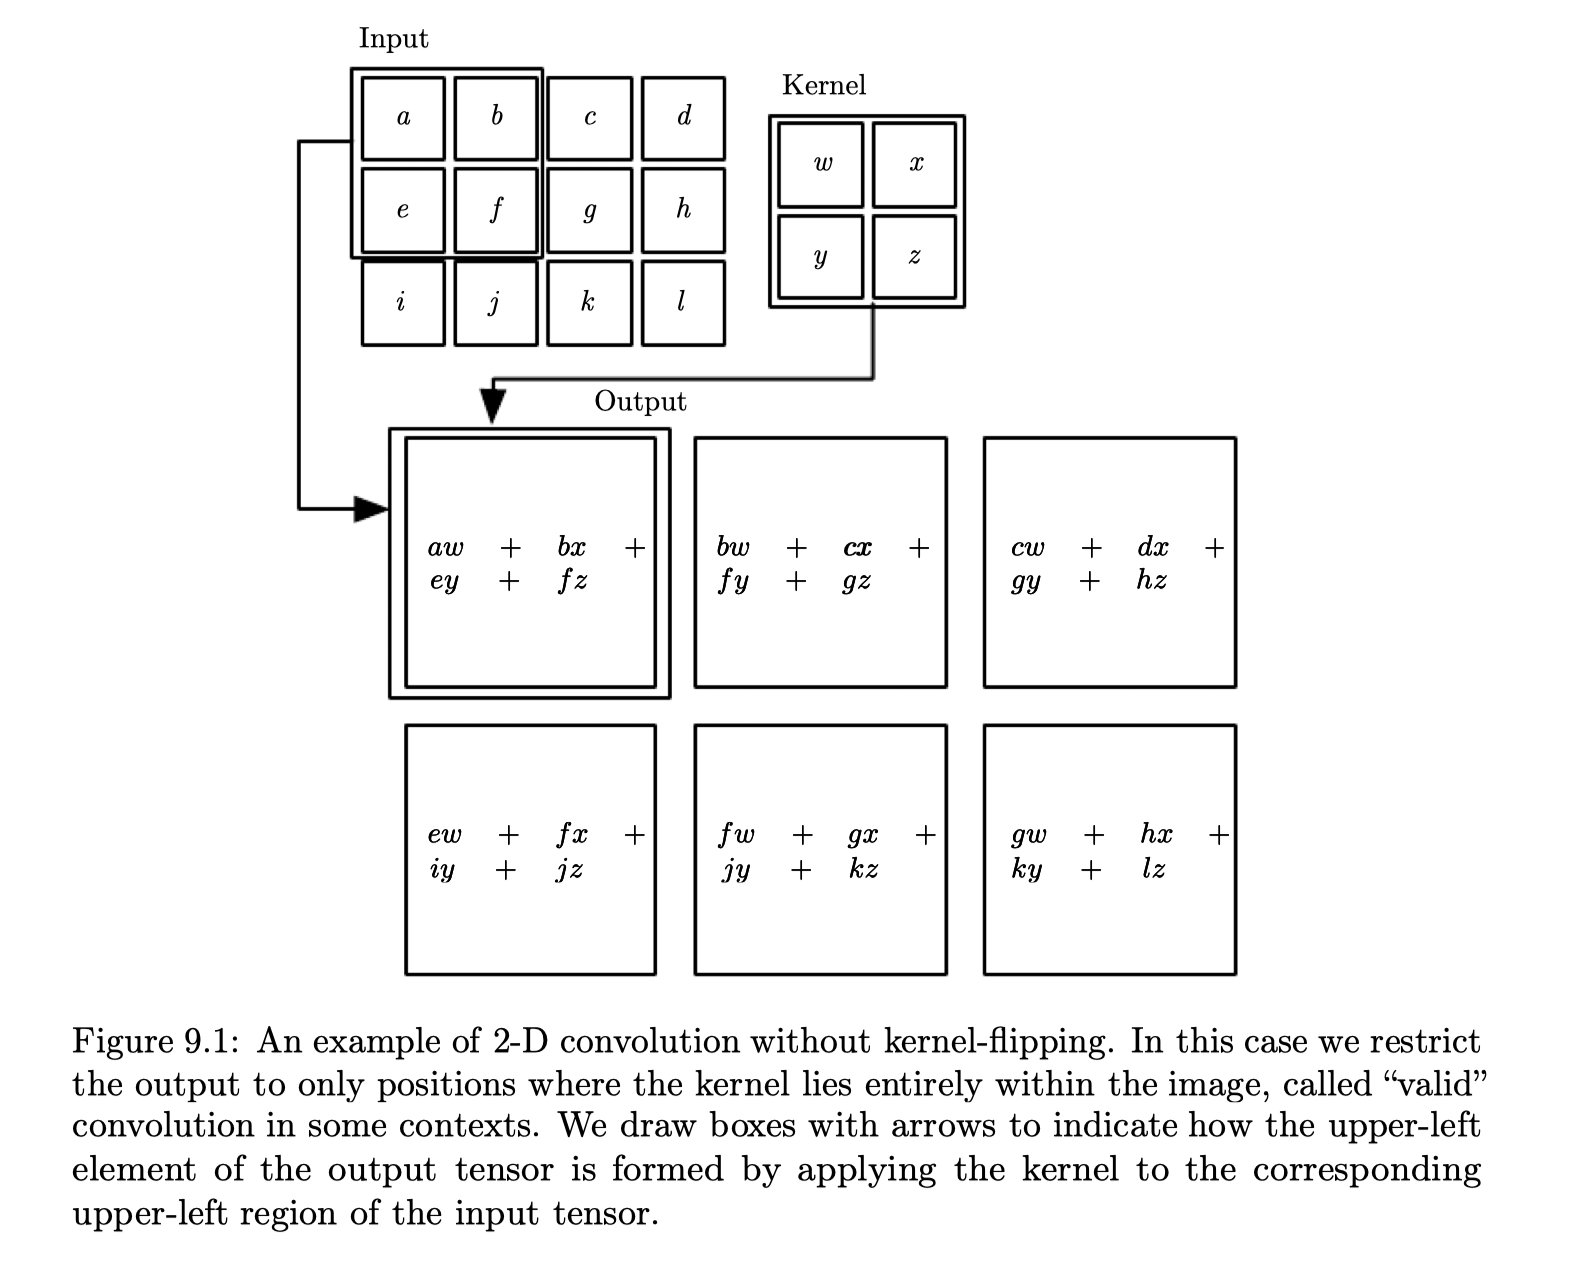 Input
a b c d
e f g h
i j k l
Kernel
w x
y z
Output
aw + bx +
ey + fz
bw + cx +
fy + gz
cw + dx +
gy + hz
ew + fx +
iy + jz
fw + gx +
jy + kz
gw + hx +
ky + lz
Figure 9.1: An example of 2-D convolution without kernel-flipping. In this case we restrict
the output to only positions where the kernel lies entirely within the image, called “valid”
convolution in some contexts. We draw boxes with arrows to indicate how the upper-left
element of the output tensor is formed by applying the kernel to the corresponding
upper-left region of the input tensor.